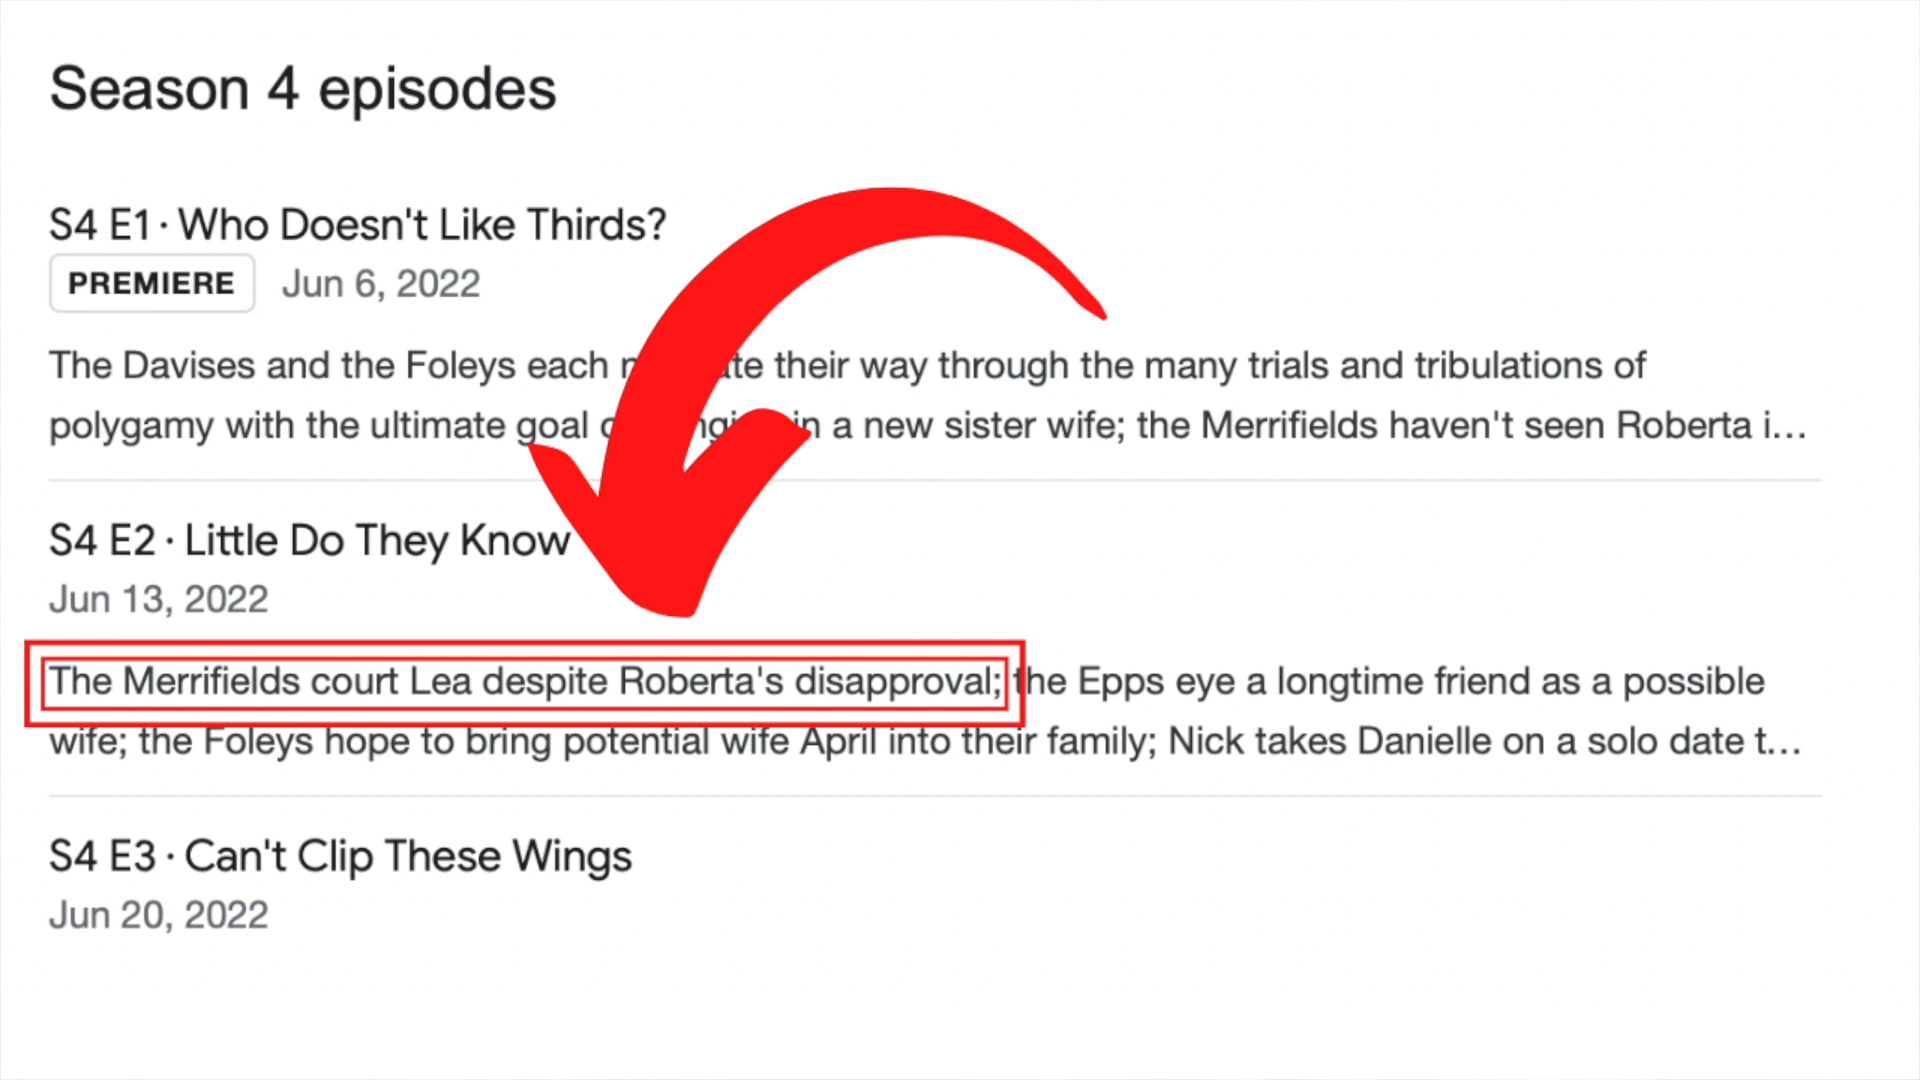 Season 4 episodes
S4 E1 · Who Doesn't Like Thirds?
PREMIERE Jun 6, 2022
The Davises and the Foleys each their way through the many trials and tribulations of
polygamy with the ultimate goal in a new sister wife; the Merrifields haven't seen Roberta i...
S4 E2 · Little Do They Know
Jun 13, 2022
The Merrifields court Lea despite Roberta's disapproval; the Epps eye a longtime friend as a possible
wife; the Foleys hope to bring potential wife April into their family; Nick takes Danielle on a solo date t...
S4 E3 · Can't Clip These Wings
Jun 20, 2022